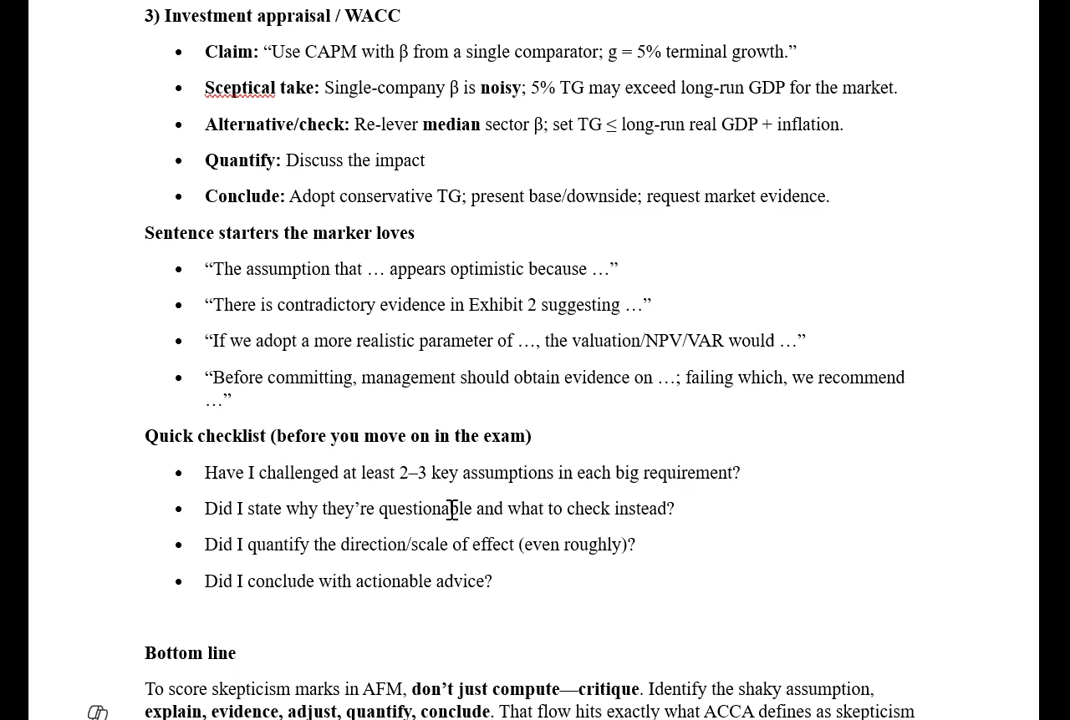 3) Investment appraisal / WACC
• Claim: “Use CAPM with β from a single comparator; g = 5% terminal growth.”
• Sceptical take: Single-company β is noisy; 5% TG may exceed long-run GDP for the market.
• Alternative/check: Re-lever median sector β; set TG ≤ long-run real GDP + inflation.
• Quantify: Discuss the impact
• Conclude: Adopt conservative TG; present base/downside; request market evidence.
Sentence starters the marker loves
• “The assumption that … appears optimistic because …”
• “There is contradictory evidence in Exhibit 2 suggesting …”
• “If we adopt a more realistic parameter of …, the valuation/NPV/VAR would …”
• “Before committing, management should obtain evidence on …; failing which, we recommend
…”
Quick checklist (before you move on in the exam)
• Have I challenged at least 2–3 key assumptions in each big requirement?
• Did I state why they’re questionable and what to check instead?
• Did I quantify the direction/scale of effect (even roughly)?
• Did I conclude with actionable advice?
Bottom line
To score skepticism marks in AFM, don’t just compute—critique. Identify the shaky assumption,
explain, evidence, adjust, quantify, conclude. That flow hits exactly what ACCA defines as skepticism